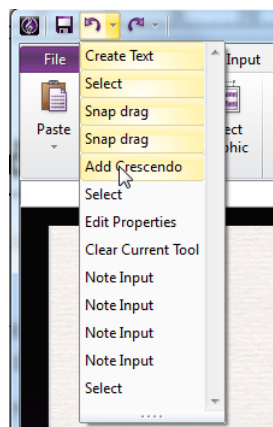 File
Input
Paste
ect
phic
Create Text
Select
Snap drag
Snap drag
Add Crescendo
Select
Edit Properties
Clear Current Tool
Note Input
Note Input
Note Input
Note Input
Select